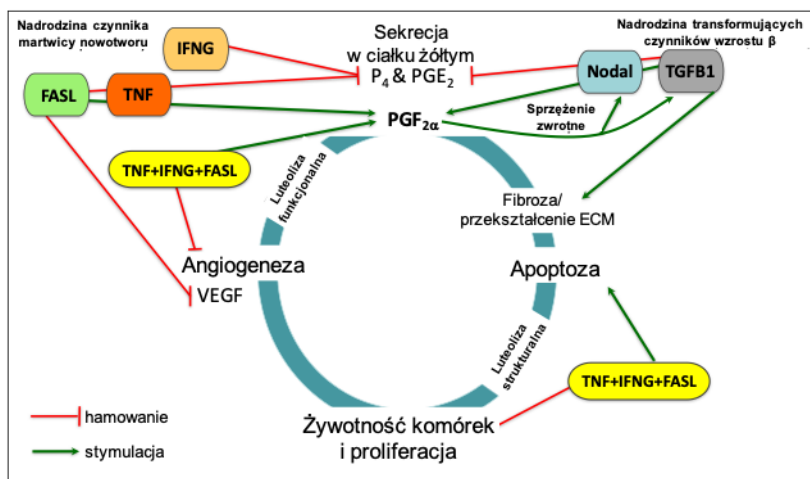 Nadrodzina czynnika
martwicy nowotworu
IFNG
Sekrecja
w ciałku żółtym
P4 & PGE2
Nadrodzina transformujących
czynników wzrostu β
FASL
TNF
Nodal
TGFB1
PGF2α
Sprzężenie
zwrotne
TNF+IFNG+FASL
Luteoliza
funkcjonalna
Fibroza/
przekształcenie ECM
Angiogeneza
VEGF
Apoptoza
Luteoliza
strukturalna
TNF+IFNG+FASL
Żywotność komórek
i proliferacja
hamowanie
stymulacja